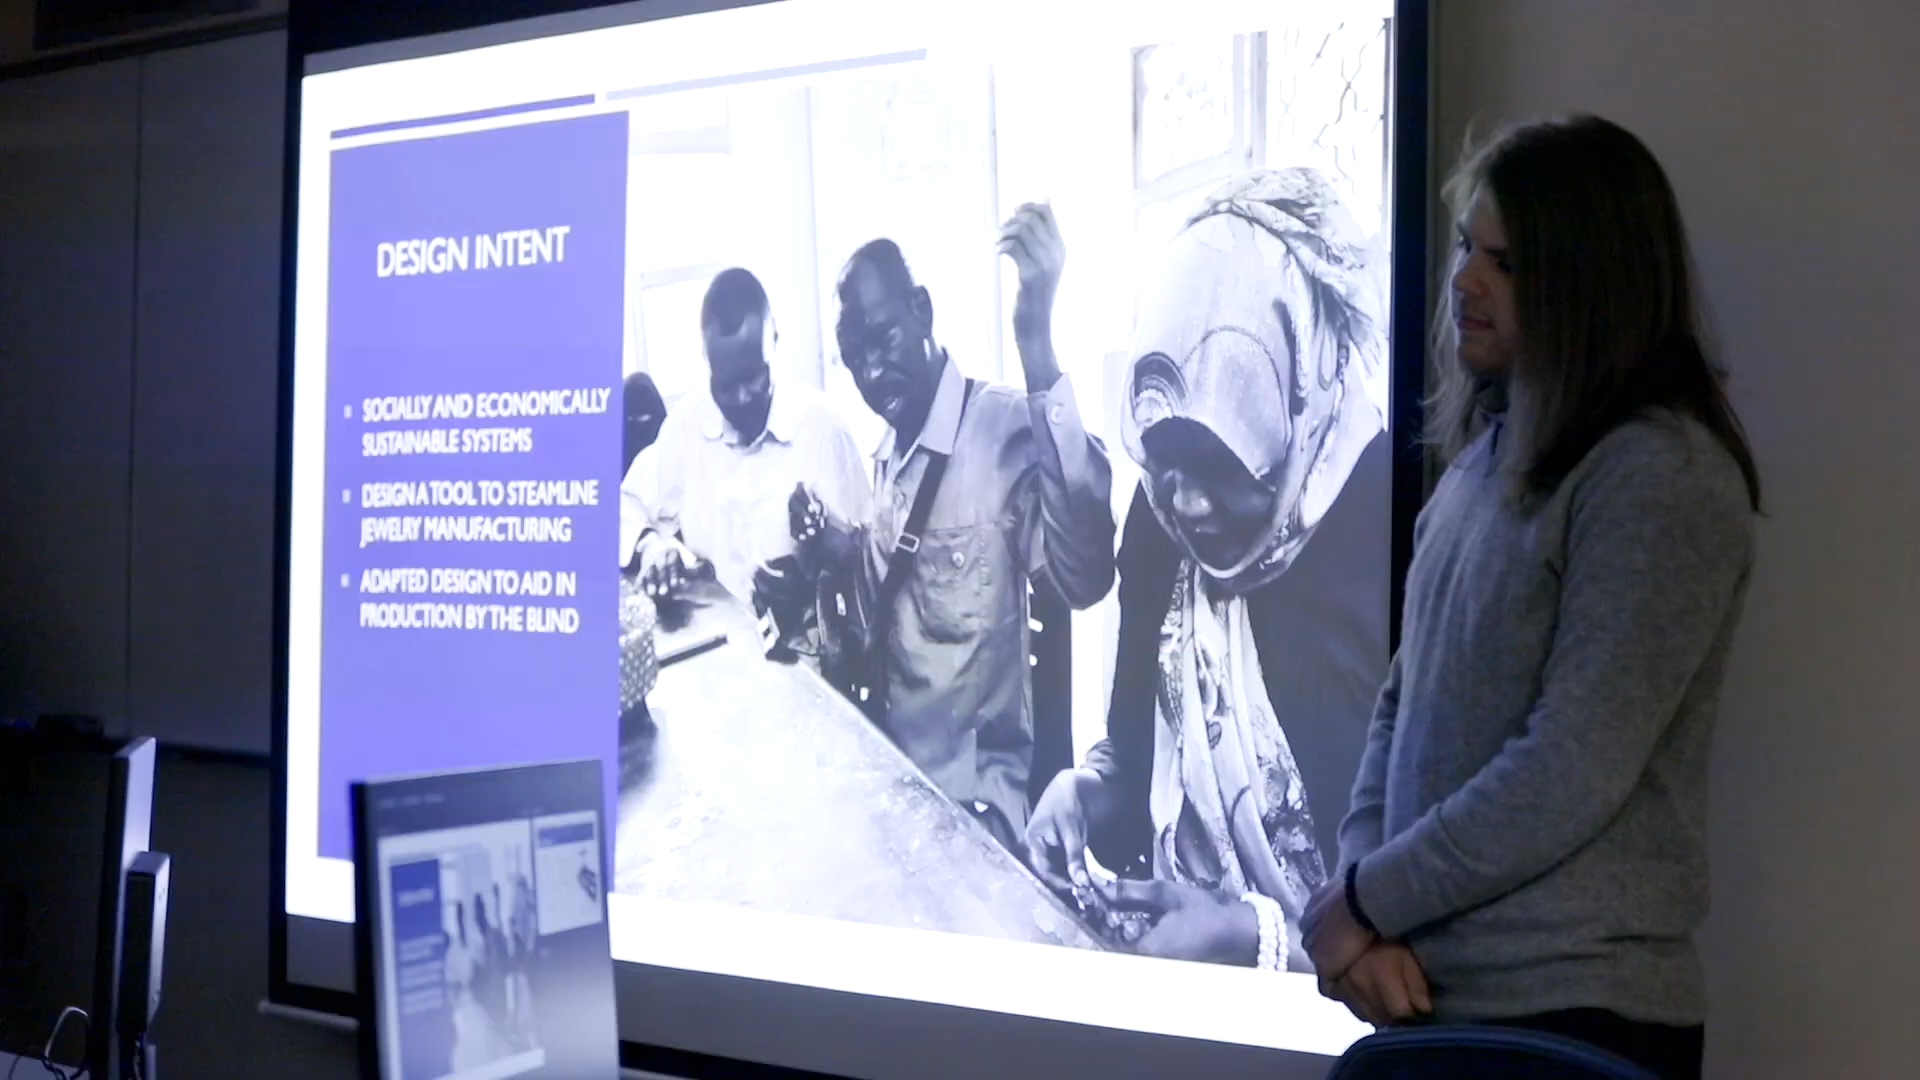 DESIGN INTENT
SOCIALLY AND ECONOMICALLY
SUSTAINABLE SYSTEMS
DESIGN A TOOL TO STEAMLINE
JEWELRY MANUFACTURING
ADAPTED DESIGN TO AID IN
PRODUCTION BY THE BLIND